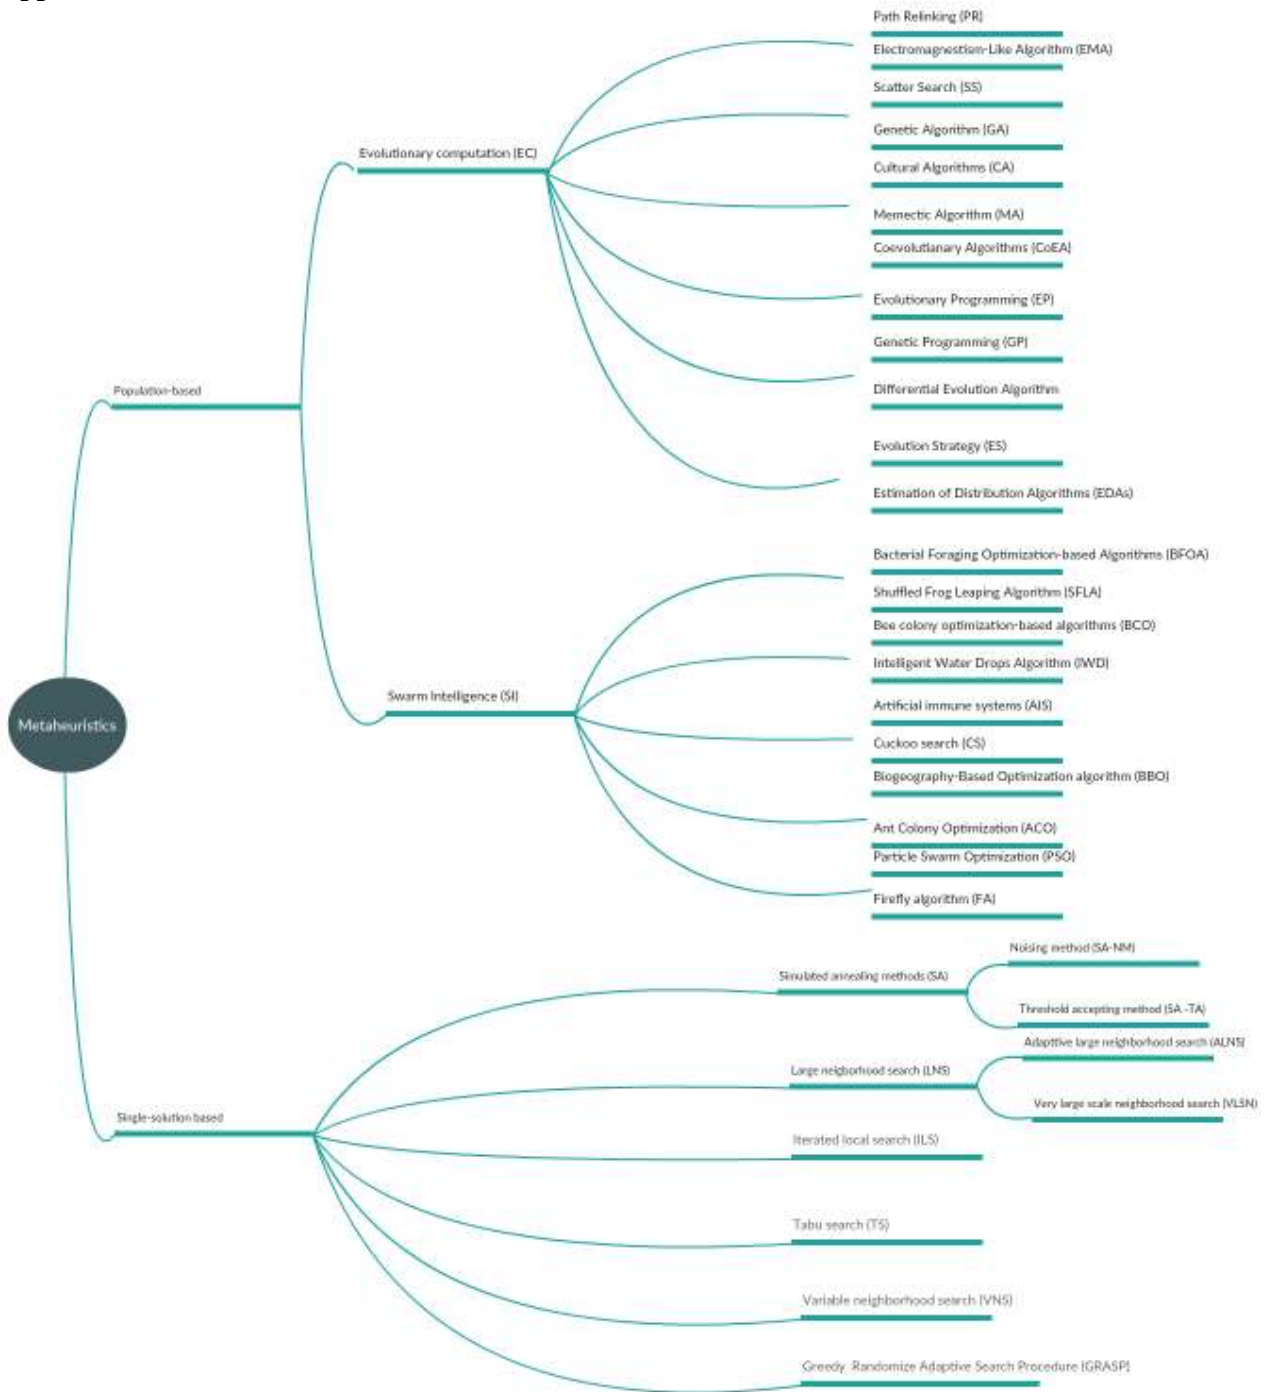 Path Relinking (PR)
Electromagnestism-Like Algorithm (EMA)
Scatter Search (SS)
Genetic Algorithm (GA)
Evolutionary computation (EC)
Cultural Algorithms (CA)
Memectic Algorithm (MA)
Coevolutianary Algorithms (CoEA)
Evolutionary Programming (EP)
Genetic Programming (GP)
Population-based
Differential Evolution Algorithm
Evolution Strategy (ES)
Estimation of Distribution Algorithms (EDAs)
Bacterial Foraging Optimization-based Algorithms (BFOA)
Shuffled Frog Leaping Algorithm (SFLA)
Bee colony optimization-based algorithms (BCO)
Intelligent Water Drops Algorithm (IWD)
Swarm Intelligence (SI)
Artificial immune systems (AIS)
Metaheuristics
Cuckoo search (CS)
Biogeography-Based Optimization algorithm (BBO)
Ant Colony Optimization (ACO)
Particle Swarm Optimization (PSO)
Firefly algorithm (FA)
Noising method (SA-NM)
Simulated annealing methods (SA)
Threshold accepting method (SA -TA)
Adaptive large neighborhood search (ALNS)
Large neigborhood search (LNS)
Very large scale neighborhood search (VLSN)
Single-solution based
Iterated local search (ILS)
Tabu search (TS)
Variable neighborhood search (VNS)
Greedy Randomize Adaptive Search Procedure (GRASP)